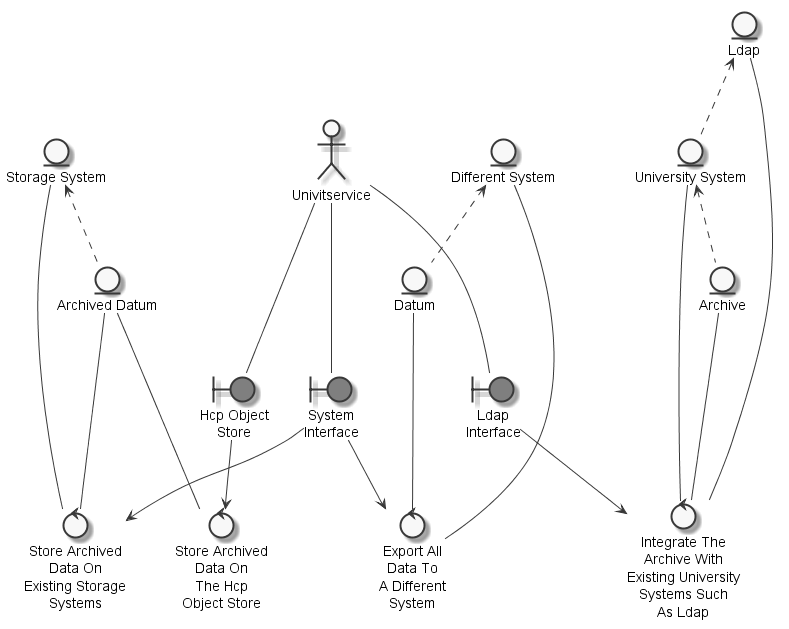 Ldap
Storage System
Univitservice
Different System
University System
Archived Datum
Datum
Archive
Hcp Object
Store
System
Interface
Ldap
Interface
Store Archived
Data On
Existing Storage
Systems
Store Archived
Data On
The Hcp
Object Store
Export All
Data To
A Different
System
Integrate The
Archive With
Existing University
Systems Such
As Ldap